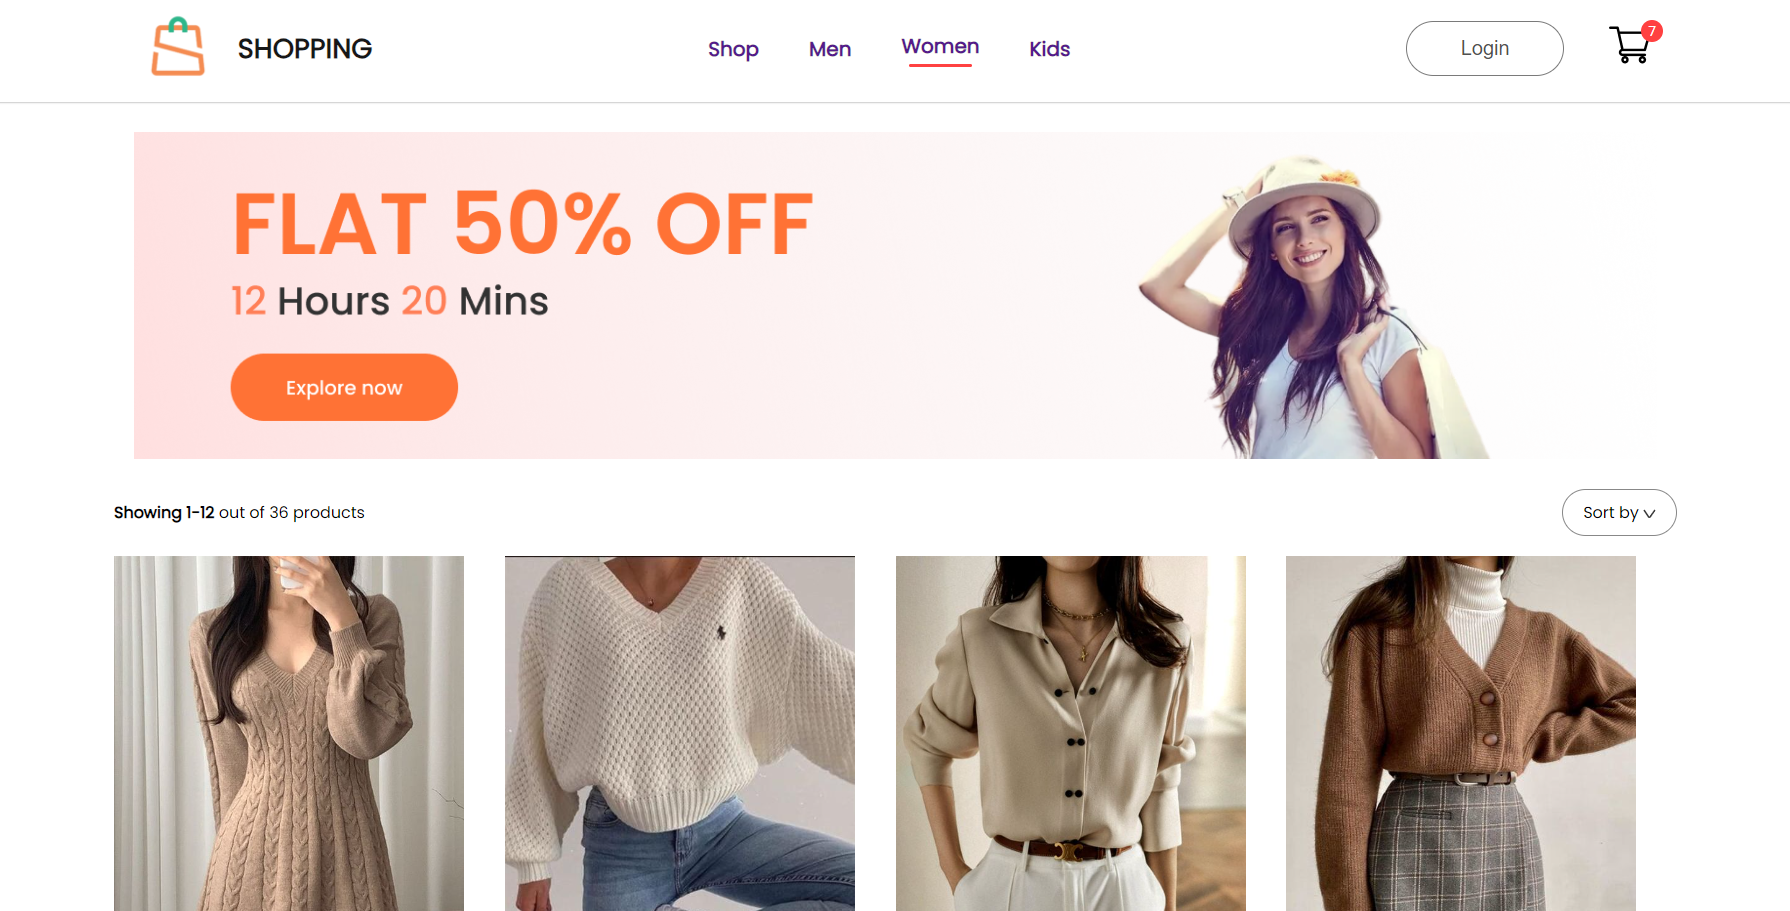 SHOPPING
Shop
Men
Women
Kids
Login
7
FLAT 50% OFF
12 Hours 20 Mins
Explore now
Showing 1-12 out of 36 products
Sort by